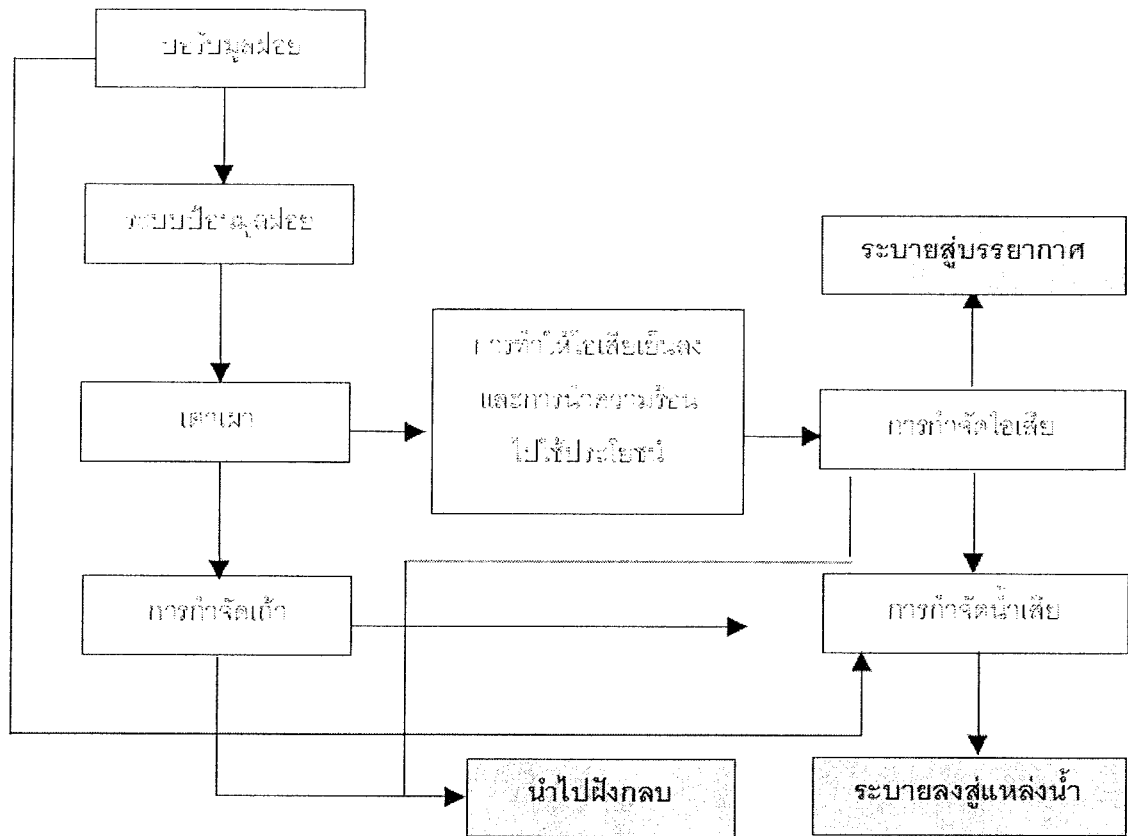 บ่อรับมูลฝอย
ระบบป้อนมูลฝอย
ระบายสู่บรรยากาศ
การทำให้ไอเสียเย็นลง
และการนำความร้อน
ไปใช้ประโยชน์
เตาเผา
การกำจัดไอเสีย
การกำจัดเถ้า
การกำจัดน้ำเสีย
นำไปฝังกลบ
ระบายลงสู่แหล่งน้ำ